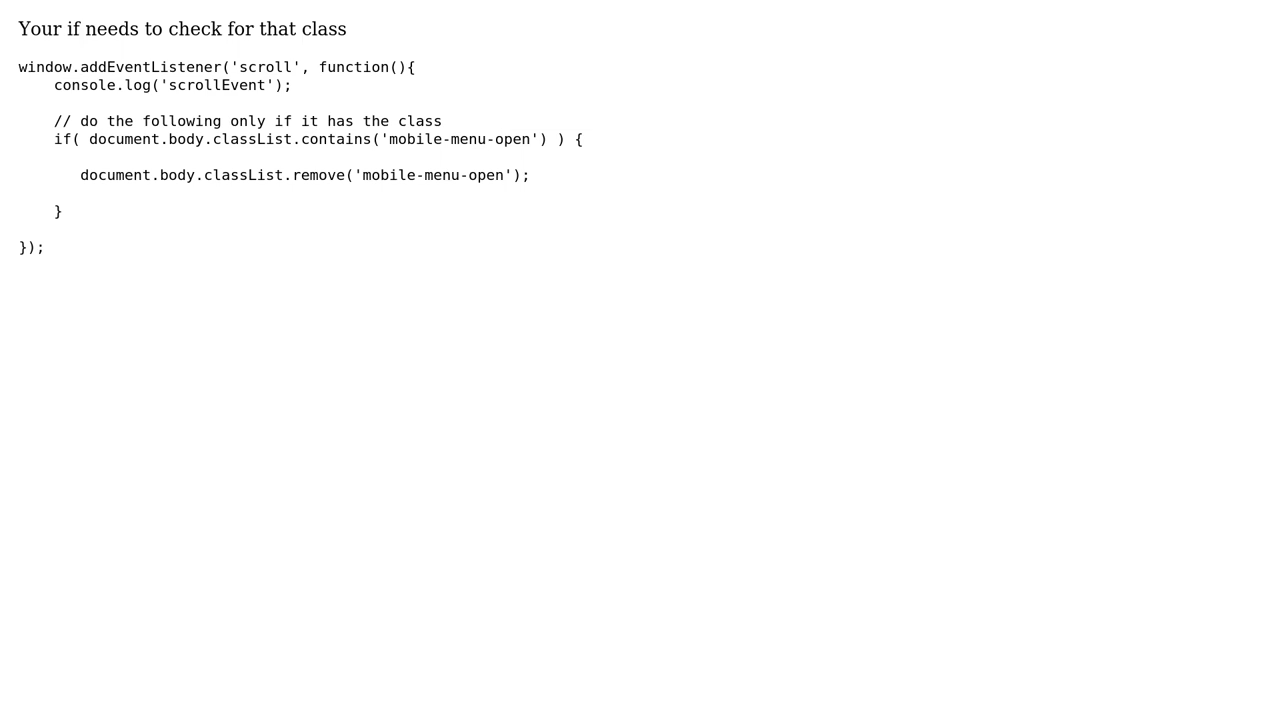 Your if needs to check for that class
window.addEventListener('scroll', function(){
    console.log('scrollEvent');
    // do the following only if it has the class
    if( document.body.classList.contains('mobile-menu-open') ) {
       document.body.classList.remove('mobile-menu-open');
    }
});